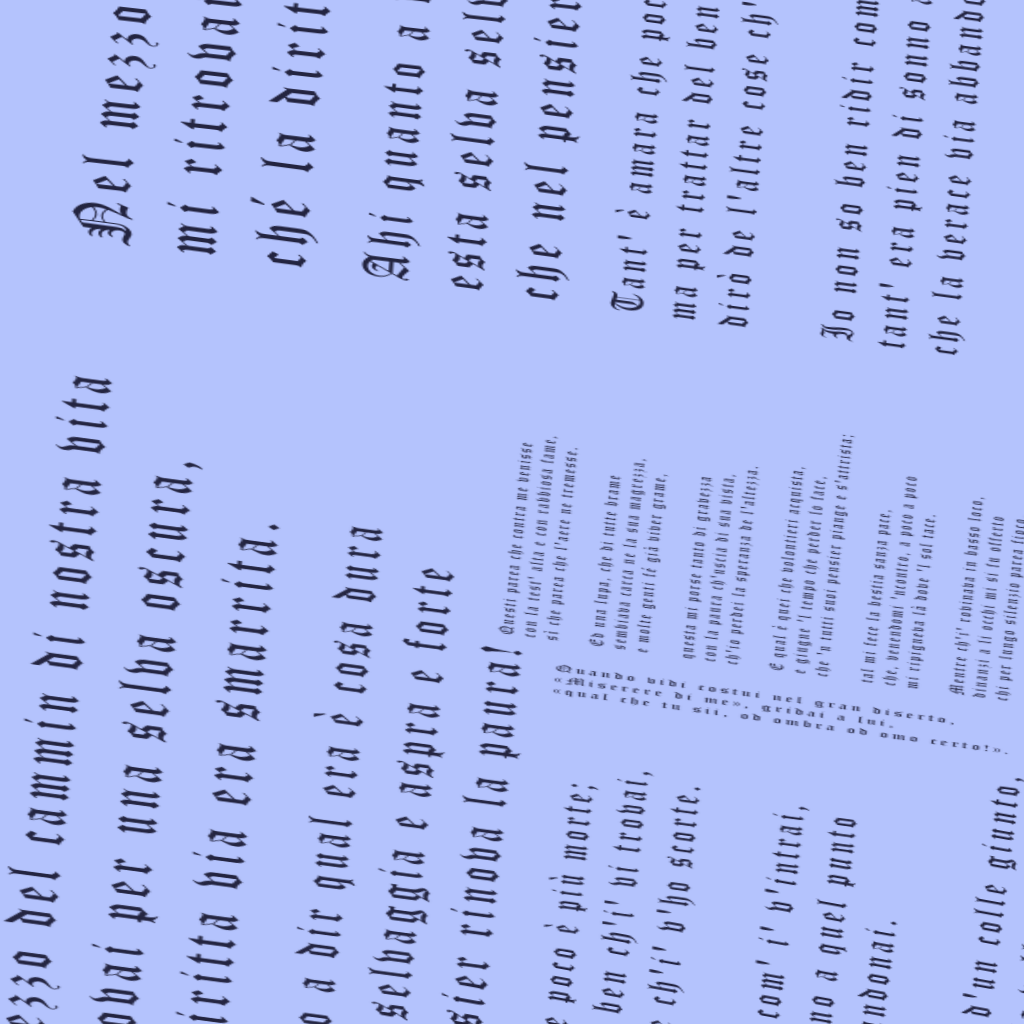 Nel mezzo
mi ritrova
ché la dirit
Ahi quanto a
esta selva selv
che nel pensier
Tant' è amara che poc
ma per trattar del ben
dirò de l'altre cose ch'
Io non so ben ridir com
tant' era pien di sonno a
che la verace via abbando
ezzo del cammin di nostra vita
ovai per una selva oscura,
iritta via era smarrita.
o a dir qual era è cosa dura
selvaggia e aspra e forte
sier rinova la paura!
e poco è più morte;
ben ch'i' vi trovai,
e ch'i' v'ho scorte.
com' i' v'intrai,
no a quel punto
ndonai.
d'un colle giunto,
Questi parea che contra me venisse
con la test' alta e con rabbiosa fame,
sì che parea che l'aere ne tremesse.
Ed una lupa, che di tutte brame
sembiava carca ne la sua magrezza,
e molte genti fé già viver grame,
questa mi porse tanto di gravezza
con la paura ch'uscia di sua vista,
ch'io perdei la speranza de l'altezza.
E qual è quei che volontieri acquista,
e giugne 'l tempo che perder lo face,
che 'n tutti suoi pensier piange e s'attrista;
tal mi fece la bestia sanza pace,
che, venendomi 'ncontro, a poco a poco
mi ripigneva là dove 'l sol tace.
Mentre ch'i' rovinava in basso loco,
dinanzi a li occhi mi si fu offerto
chi per lungo silenzio parea fioco.
Quando vidi costui nel gran diserto,
«Miserere di me», gridai a lui,
«qual che tu sii, od ombra od omo certo!».